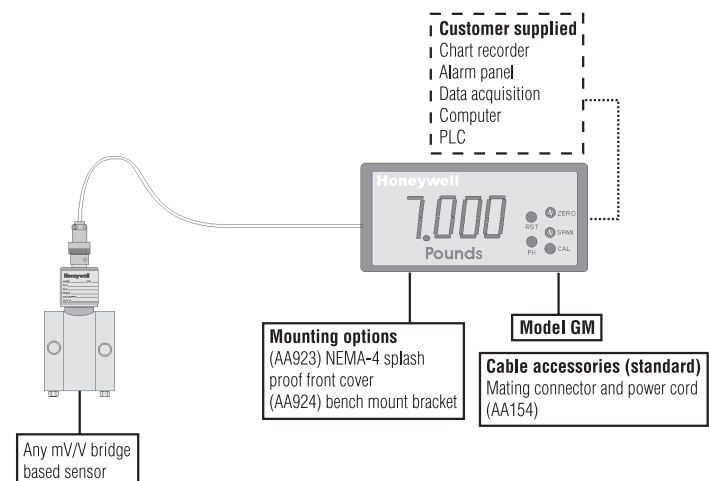 Customer supplied
Chart recorder
Alarm panel
Data acquisition
Computer
PLC
Honeywell
7.000
Pounds
RST
PK
ZERO
SPAN
CAL
Honeywell
Mounting options
(AA923) NEMA-4 splash
proof front cover
(AA924) bench mount bracket
Model GM
Cable accessories (standard)
Mating connector and power cord
(AA154)
Any mV/V bridge
based sensor